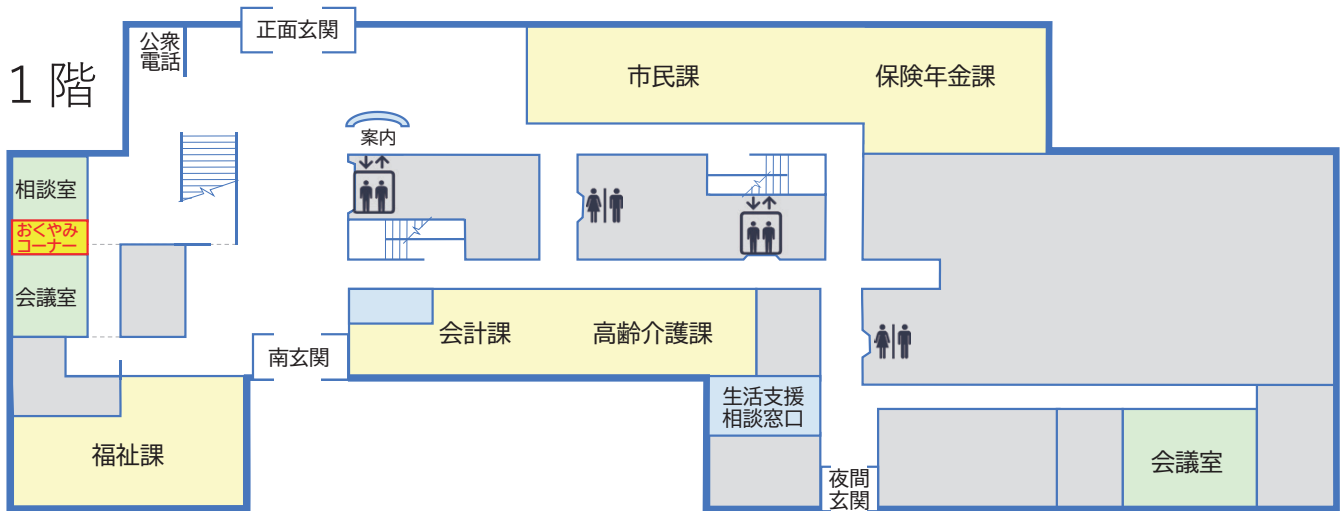 1 階
公衆
電話
正面玄関
市民課
保険年金課
案内
相談室
おくやみ
コーナー
会議室
南玄関
会計課
高齢介護課
生活支援
相談窓口
福祉課
夜間
玄関
会議室